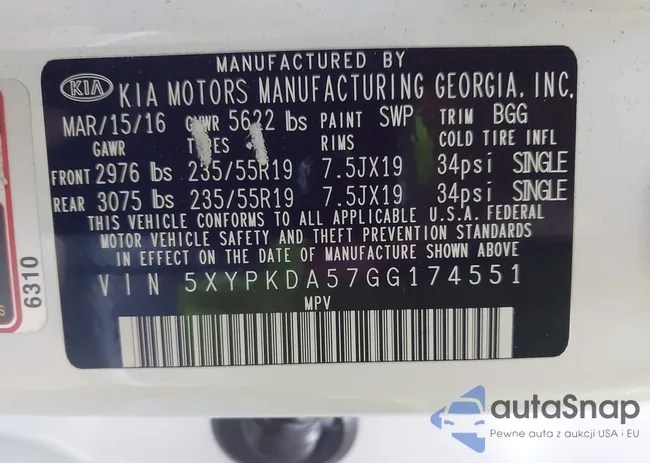 MANUFACTURED BY
KIA KIA MOTORS MANUFACTURING GEORGIA, INC.
MAR/15/16 GVWR 5622 lbs PAINT SWP TRIM BGG
GAWR TIRES RIMS COLD TIRE INFL
FRONT 2976 lbs 235/55R19 7.5JX19 34psi SINGLE
REAR 3075 lbs 235/55R19 7.5JX19 34psi SINGLE
THIS VEHICLE CONFORMS TO ALL APPLICABLE U.S.A. FEDERAL
MOTOR VEHICLE SAFETY AND THEFT PREVENTION STANDARDS
IN EFFECT ON THE DATE OF MANUFACTURE SHOWN ABOVE.
VIN 5XYPKDA57GG174551
MPV
6310
autaSnap
Pewne auta z aukcji USA i EU